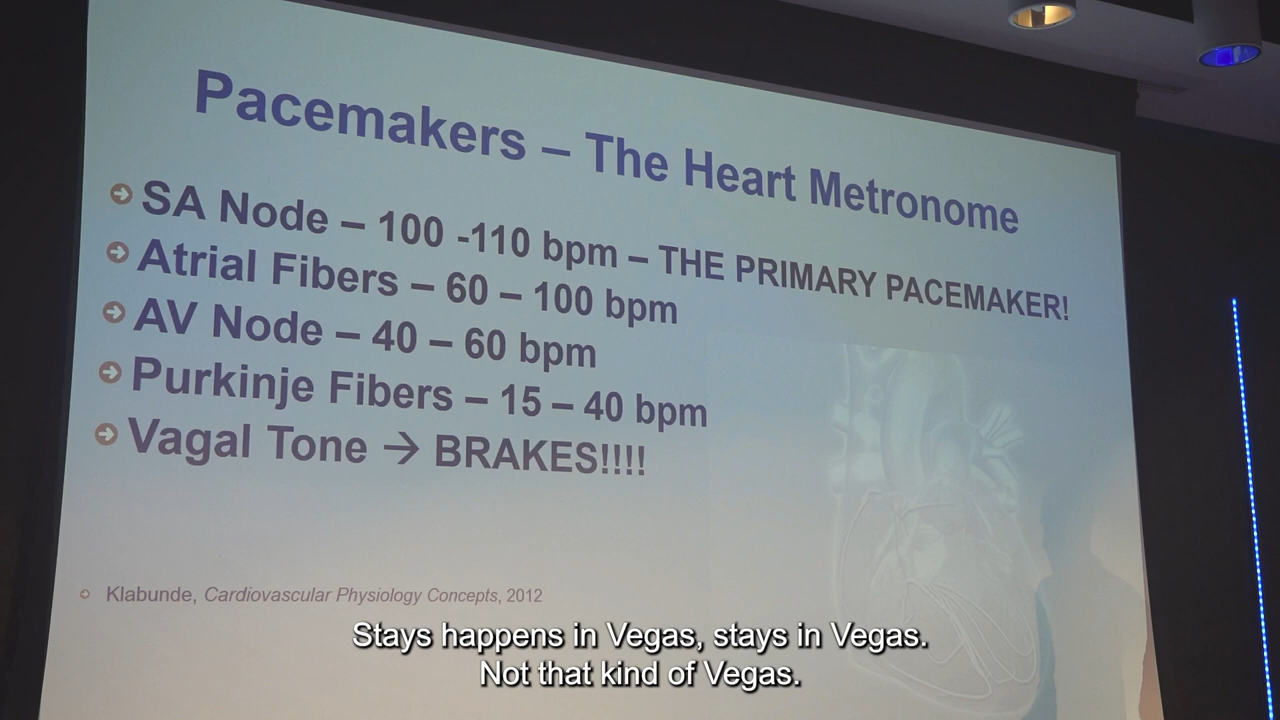 Pacemakers – The Heart Metronome
SA Node – 100 -110 bpm – THE PRIMARY PACEMAKER!
Atrial Fibers – 60 – 100 bpm
AV Node – 40 – 60 bpm
Purkinje Fibers – 15 – 40 bpm
Vagal Tone → BRAKES!!!!
Klabunde, Cardiovascular Physiology Concepts, 2012
Stays happens in Vegas, stays in Vegas.
Not that kind of Vegas.